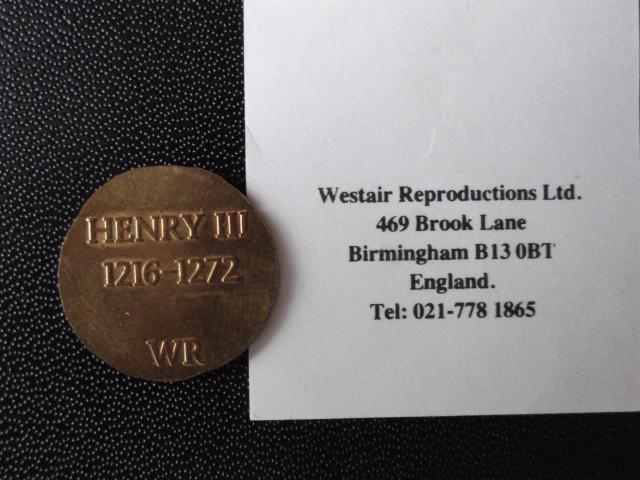 HENRY III
1216-1272
WR
Westair Reproductions Ltd.
469 Brook Lane
Birmingham B13 0BT
England.
Tel: 021-778 1865